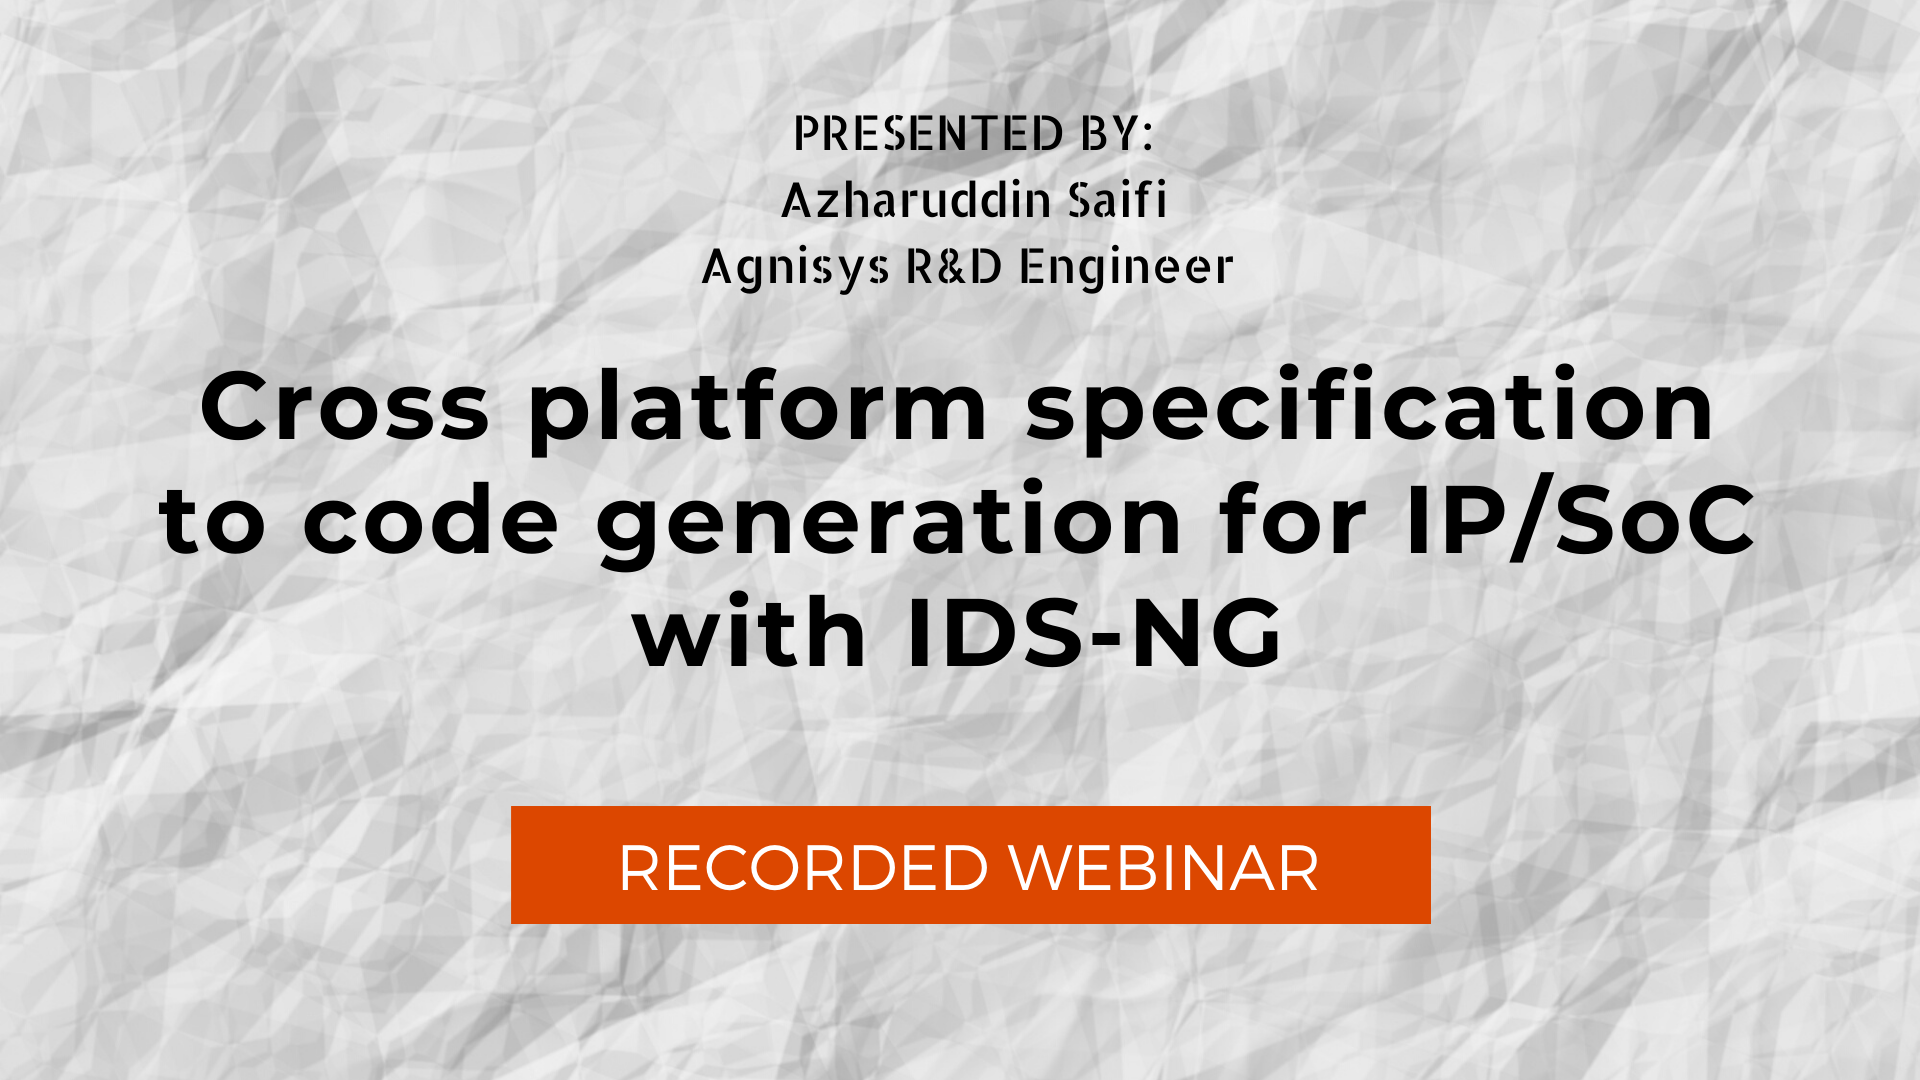 PRESENTED BY:
Azharuddin Saifi
Agnisys R&D Engineer
Cross platform specification
to code generation for IP/SoC
with IDS-NG
RECORDED WEBINAR